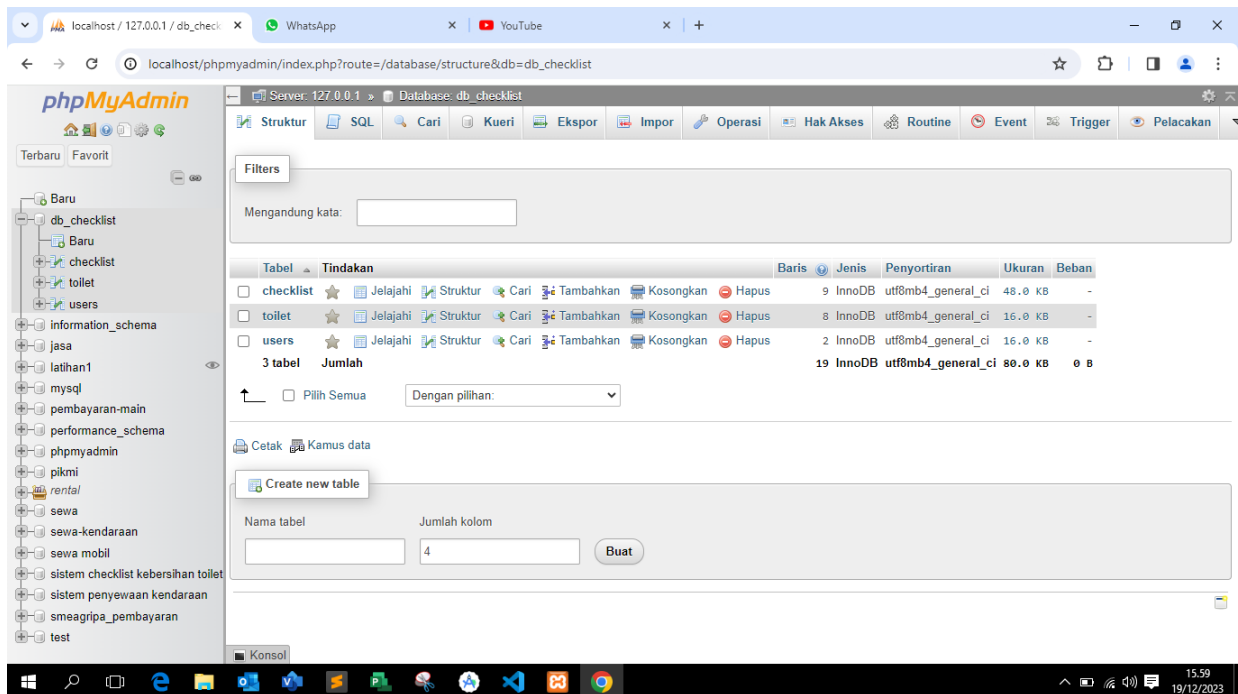 localhost / 127.0.0.1 / db_check
WhatsApp
YouTube
localhost/phpmyadmin/index.php?route=/database/structure&db=db_checklist
phpMyAdmin
Terbaru Favorit
Baru
db_checklist
Baru
checklist
toilet
users
information_schema
jasa
latihan1
mysql
pembayaran-main
performance_schema
phpmyadmin
pikmi
rental
sewa
sewa-kendaraan
sewa mobil
sistem checklist kebersihan toilet
sistem penyewaan kendaraan
smeagripa_pembayaran
test
Server: 127.0.0.1 » Database: db_checklist
Struktur SQL Cari Kueri Ekspor Impor Operasi Hak Akses Routine Event Trigger Pelacakan
Filters
Mengandung kata:
Tabel Tindakan Baris Jenis Penyortiran Ukuran Beban
checklist Jelajahi Struktur Cari Tambahkan Kosongkan Hapus 9 InnoDB utf8mb4_general_ci 48.0 KB -
toilet Jelajahi Struktur Cari Tambahkan Kosongkan Hapus 8 InnoDB utf8mb4_general_ci 16.0 KB -
users Jelajahi Struktur Cari Tambahkan Kosongkan Hapus 2 InnoDB utf8mb4_general_ci 16.0 KB -
3 tabel Jumlah 19 InnoDB utf8mb4_general_ci 80.0 KB 0 B
Pilih Semua Dengan pilihan:
Cetak Kamus data
Create new table
Nama tabel Jumlah kolom
4 Buat
Konsol
15.59
19/12/2023